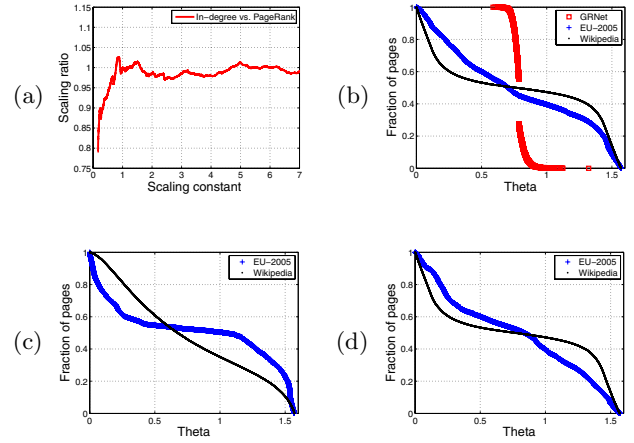 (a)
1.15
1.1
1.05
1
0.95
0.9
0.85
0.8
0.75
Scaling ratio
In-degree vs. PageRank
0 1 2 3 4 5 6 7
Scaling constant
(b)
1
0.8
0.6
0.4
0.2
0
Fraction of pages
GRNet
EU-2005
Wikipedia
0 0.5 1 1.5
Theta
(c)
1
0.8
0.6
0.4
0.2
0
Fraction of pages
EU-2005
Wikipedia
0 0.5 1 1.5
Theta
(d)
1
0.8
0.6
0.4
0.2
0
Fraction of pages
EU-2005
Wikipedia
0 0.5 1 1.5
Theta